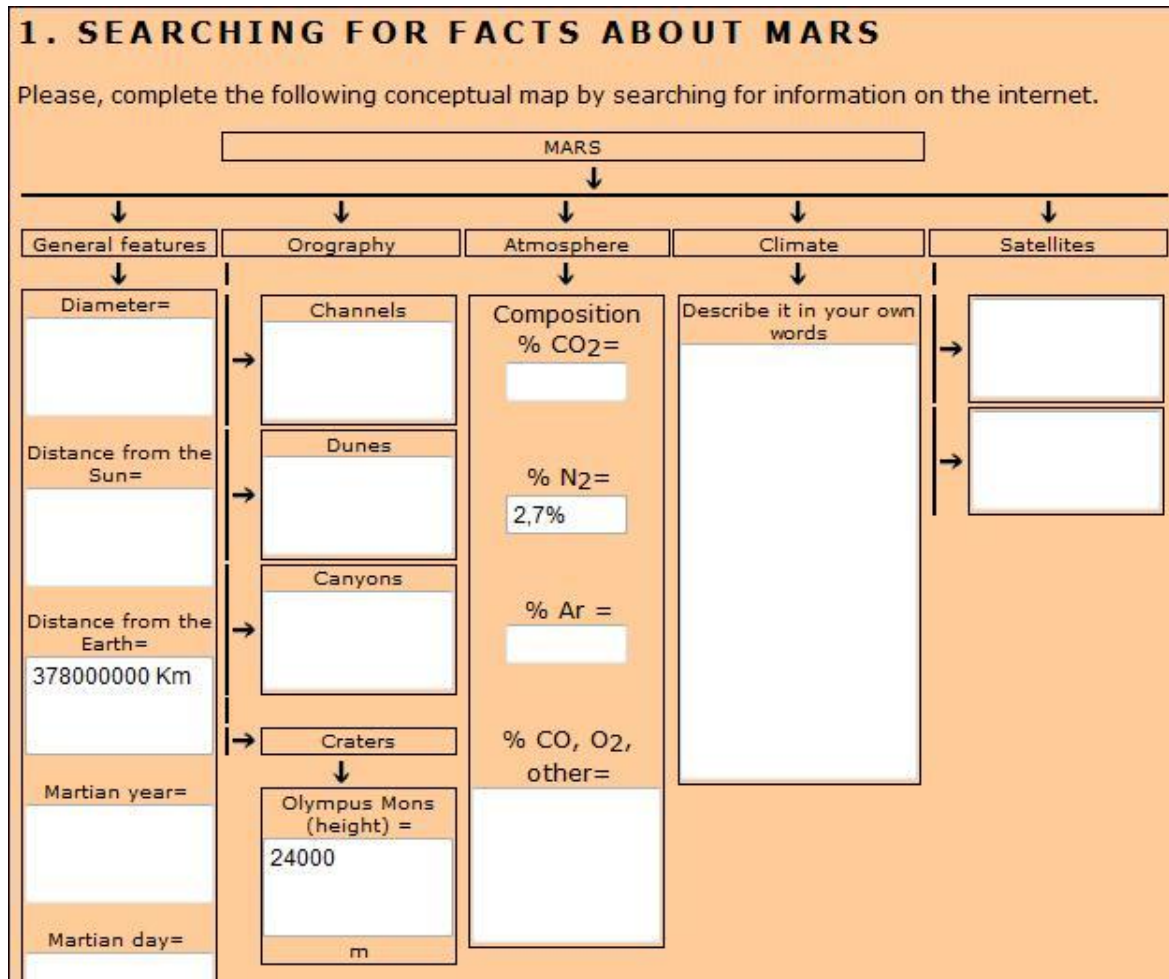 1. SEARCHING FOR FACTS ABOUT MARS
Please, complete the following conceptual map by searching for information on the internet.
MARS
General features
Orography
Atmosphere
Climate
Satellites
Diameter=
Distance from the
Sun=
Distance from the
Earth=
378000000 Km
Martian year=
Martian day=
Channels
Dunes
Canyons
Craters
Olympus Mons
(height) =
24000
m
Composition
% CO2=
% N2=
2,7%
% Ar =
% CO, O2,
other=
Describe it in your own
words